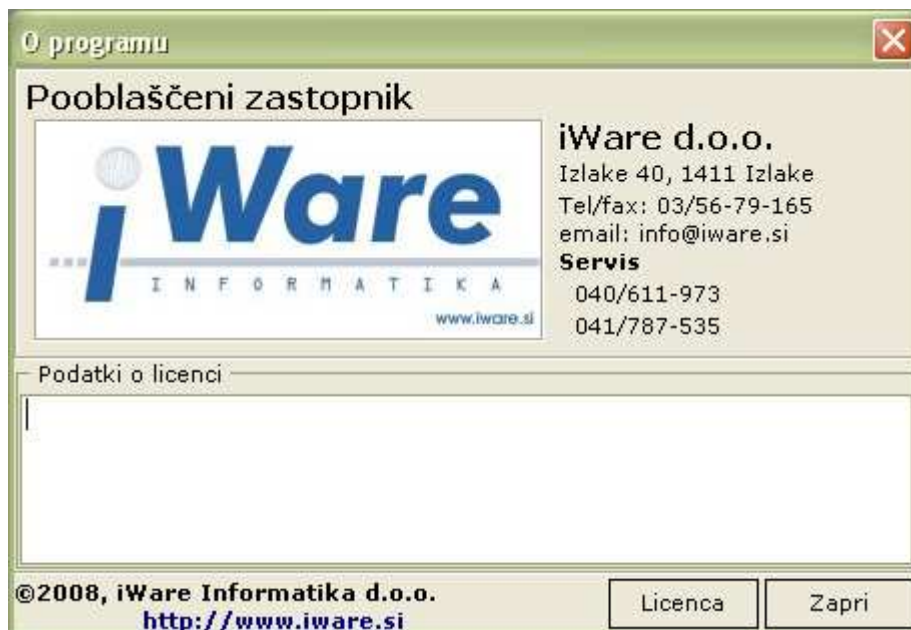 O programu
Pooblaščeni zastopnik
iWare
INFORMATIKA
www.iware.si
iWare d.o.o.
Izlake 40, 1411 Izlake
Tel/fax: 03/56-79-165
email: info@iware.si
Servis
040/611-973
041/787-535
Podatki o licenci
©2008, iWare Informatika d.o.o.
http://www.iware.si
Licenca
Zapri